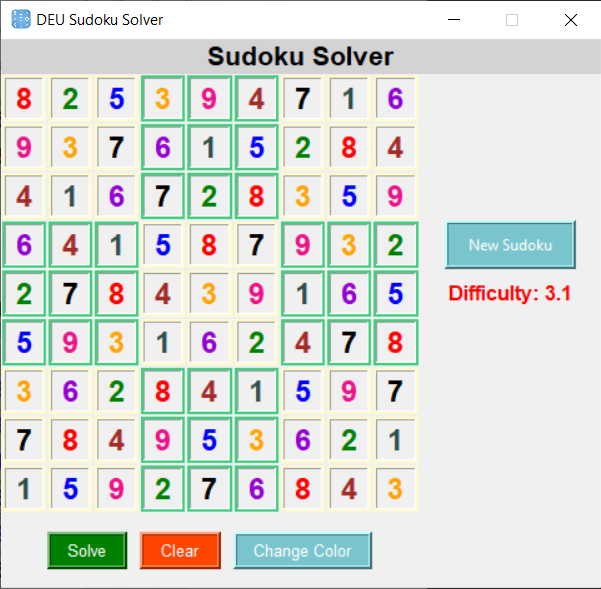 DEU Sudoku Solver
Sudoku Solver
8 2 5 3 9 4 7 1 6
9 3 7 6 1 5 2 8 4
4 1 6 7 2 8 3 5 9
6 4 1 5 8 7 9 3 2
New Sudoku
2 7 8 4 3 9 1 6 5
Difficulty: 3.1
5 9 3 1 6 2 4 7 8
3 6 2 8 4 1 5 9 7
7 8 4 9 5 3 6 2 1
1 5 9 2 7 6 8 4 3
Solve Clear Change Color